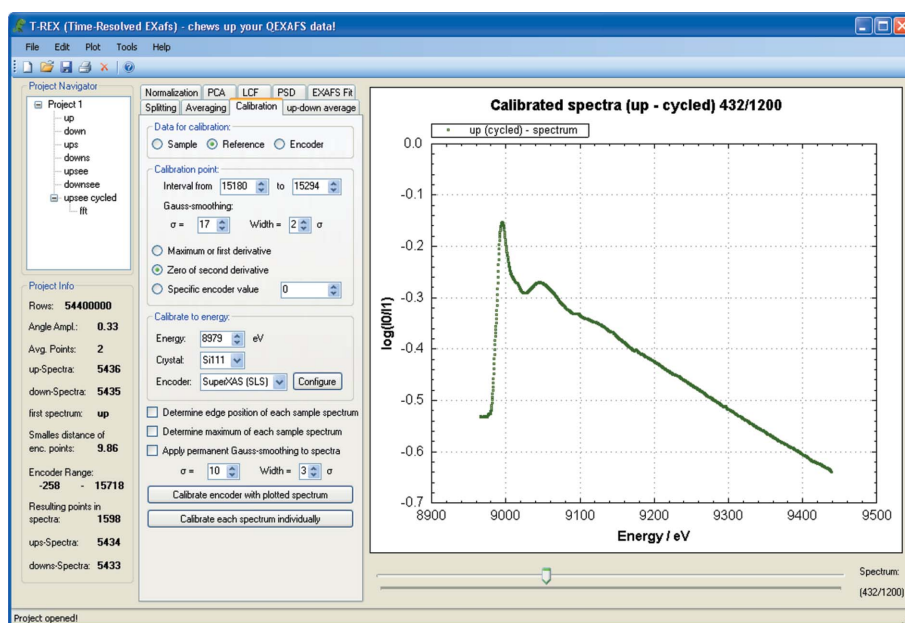 T-REX (Time-Resolved EXafs) - chews up your QEXAFS data!
File Edit Plot Tools Help
Project Navigator
Project 1
up
down
ups
downs
upsee
downsee
upsee cycled
fft
Project Info
Rows: 54400000
Angle Ampl.: 0.33
Avg. Points: 2
up-Spectra: 5436
down-Spectra: 5435
first spectrum: up
Smalles distance of
enc. points: 9.86
Encoder Range:
-258 - 15718
Resulting points in
spectra: 1598
ups-Spectra: 5434
downs-Spectra: 5433
Normalization PCA LCF PSD EXAFS Fit
Splitting Averaging Calibration up-down average
Data for calibration:
Sample Reference Encoder
Calibration point:
Interval from 15180 to 15294
Gauss-smoothing:
σ = 17 Width = 2 σ
Maximum or first derivative
Zero of second derivative
Specific encoder value 0
Calibrate to energy:
Energy: 8979 eV
Crystal: Si111
Encoder: SuperXAS (SLS) Configure
Determine edge position of each sample spectrum
Determine maximum of each sample spectrum
Apply permanent Gauss-smoothing to spectra
σ = 10 Width = 3 σ
Calibrate encoder with plotted spectrum
Calibrate each spectrum individually
Calibrated spectra (up - cycled) 432/1200
up (cycled) - spectrum
log(I0/I1)
0.0
-0.1
-0.2
-0.3
-0.4
-0.5
-0.6
-0.7
8900 9000 9100 9200 9300 9400 9500
Energy / eV
Spectrum:
(432/1200)
Project opened!